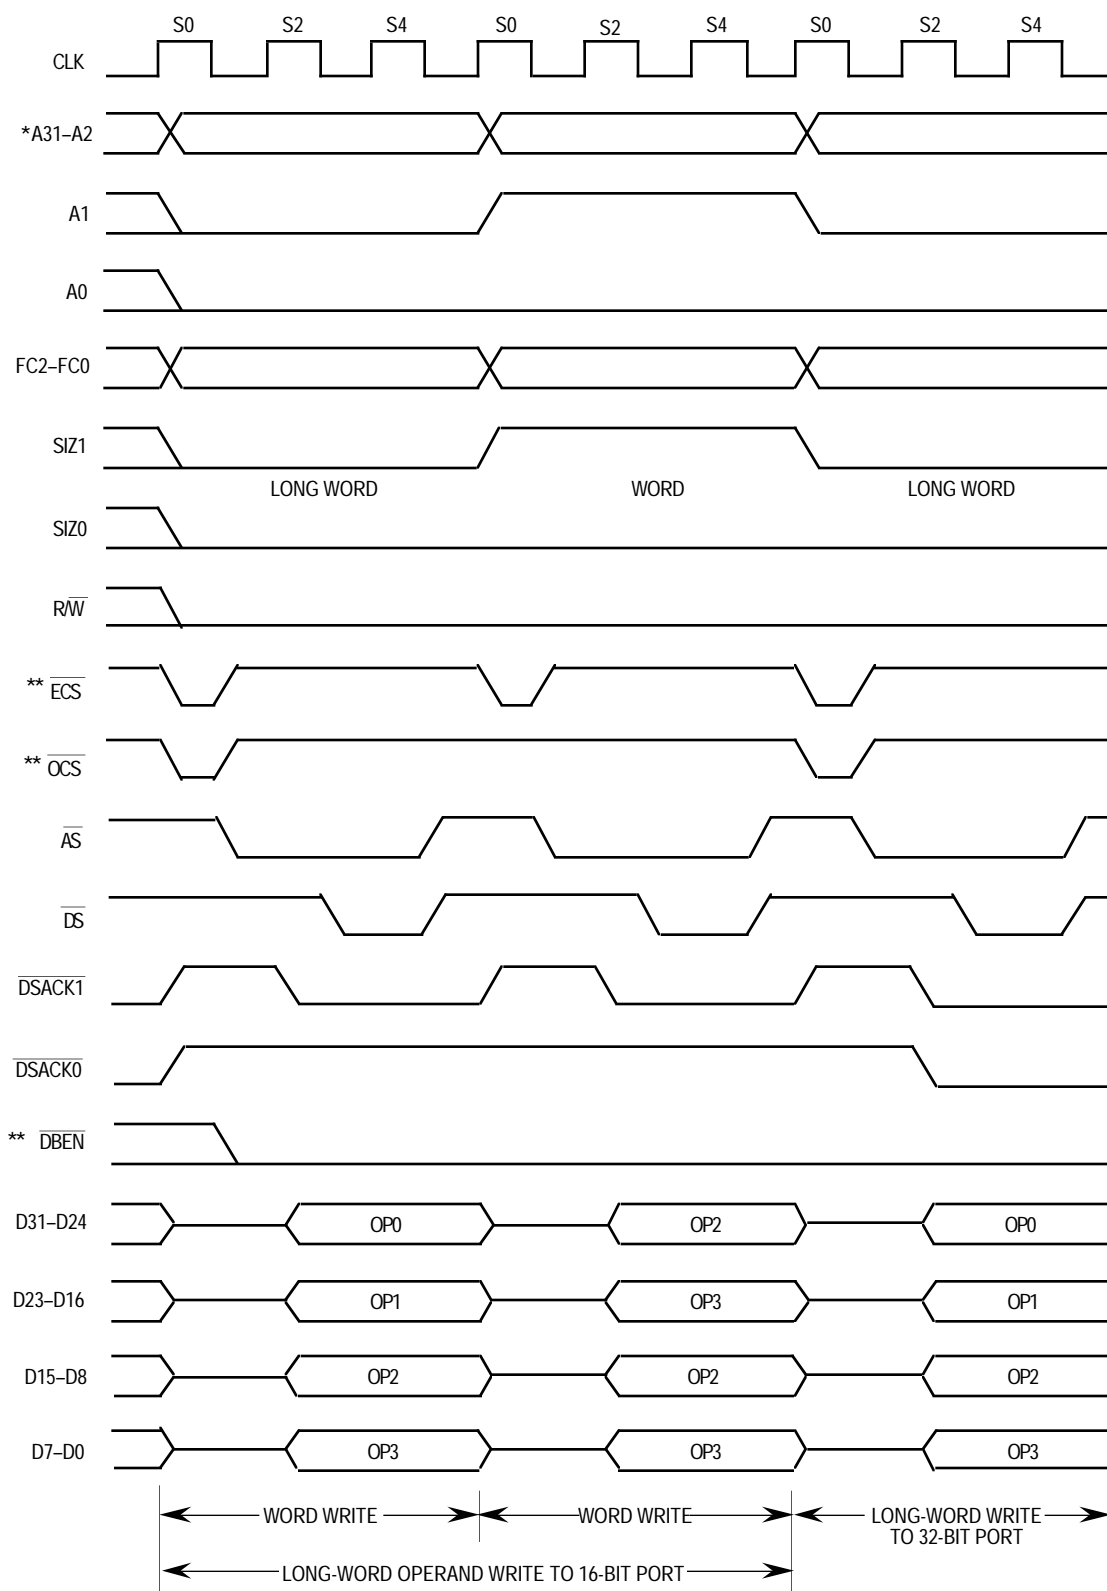 S0 S2 S4 S0 S2 S4 S0 S2 S4
CLK
*A31–A2
A1
A0
FC2–FC0
SIZ1
LONG WORD WORD LONG WORD
SIZ0
R/W
** ECS
** OCS
AS
DS
DSACK1
DSACK0
** DBEN
D31–D24 OP0 OP2 OP0
D23–D16 OP1 OP3 OP1
D15–D8 OP2 OP2 OP2
D7–D0 OP3 OP3 OP3
WORD WRITE WORD WRITE LONG-WORD WRITE
TO 32-BIT PORT
LONG-WORD OPERAND WRITE TO 16-BIT PORT